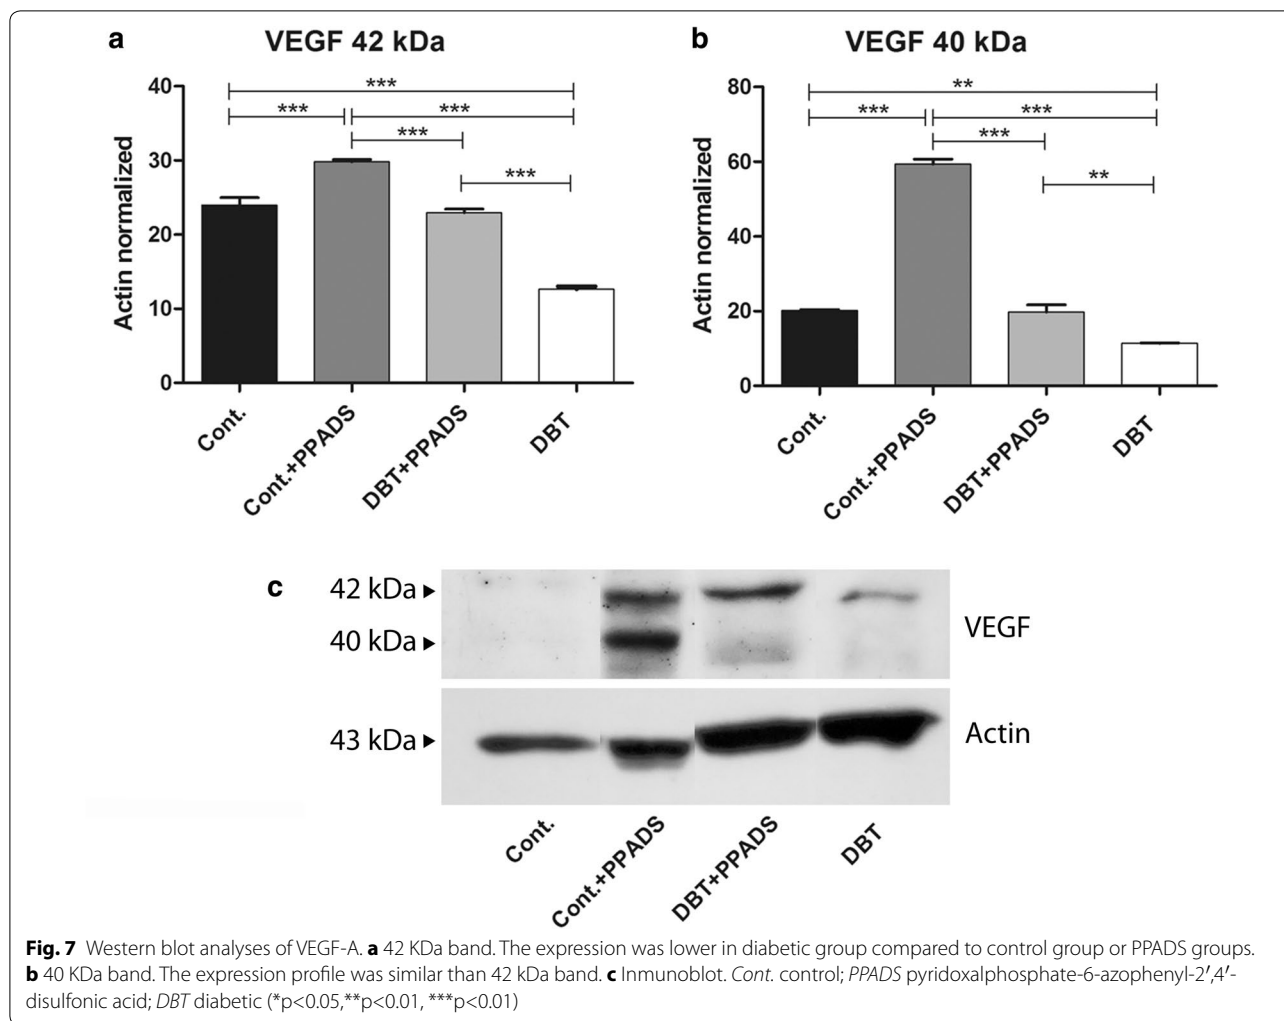 a VEGF 42 kDa
40
30
20
10
0
Actin normalized
***
*** ***
***
***
Cont.
Cont.+PPADS
DBT+PPADS
DBT
b VEGF 40 kDa
80
60
40
20
0
Actin normalized
**
*** ***
***
**
Cont.
Cont.+PPADS
DBT+PPADS
DBT
c
42 kDa
40 kDa
VEGF
43 kDa
Actin
Cont.
Cont.+PPADS
DBT+PPADS
DBT
Fig. 7 Western blot analyses of VEGF-A. a 42 KDa band. The expression was lower in diabetic group compared to control group or PPADS groups.
b 40 KDa band. The expression profile was similar than 42 kDa band. c Inmunoblot. Cont. control; PPADS pyridoxalphosphate-6-azophenyl-2′,4′-
disulfonic acid; DBT diabetic (*p<0.05,**p<0.01, ***p<0.01)